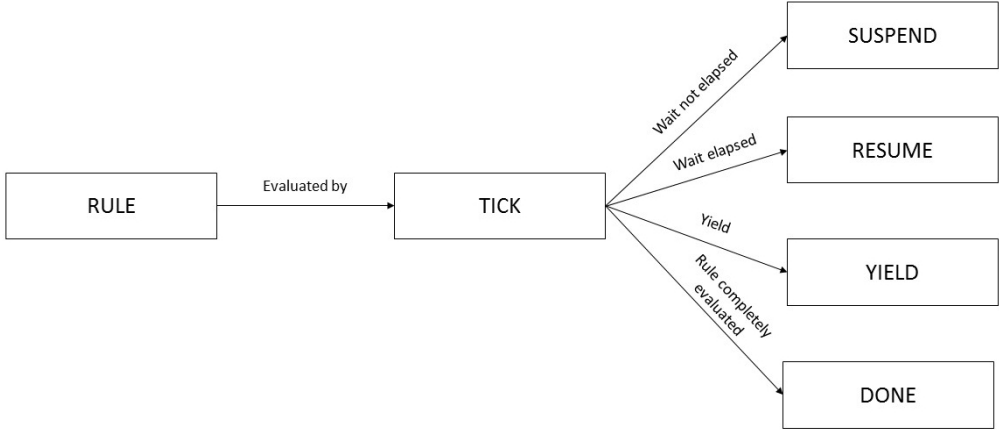 RULE
Evaluated by
TICK
Wait not elapsed
SUSPEND
Wait elapsed
RESUME
Yield
YIELD
Rule completely
evaluated
DONE